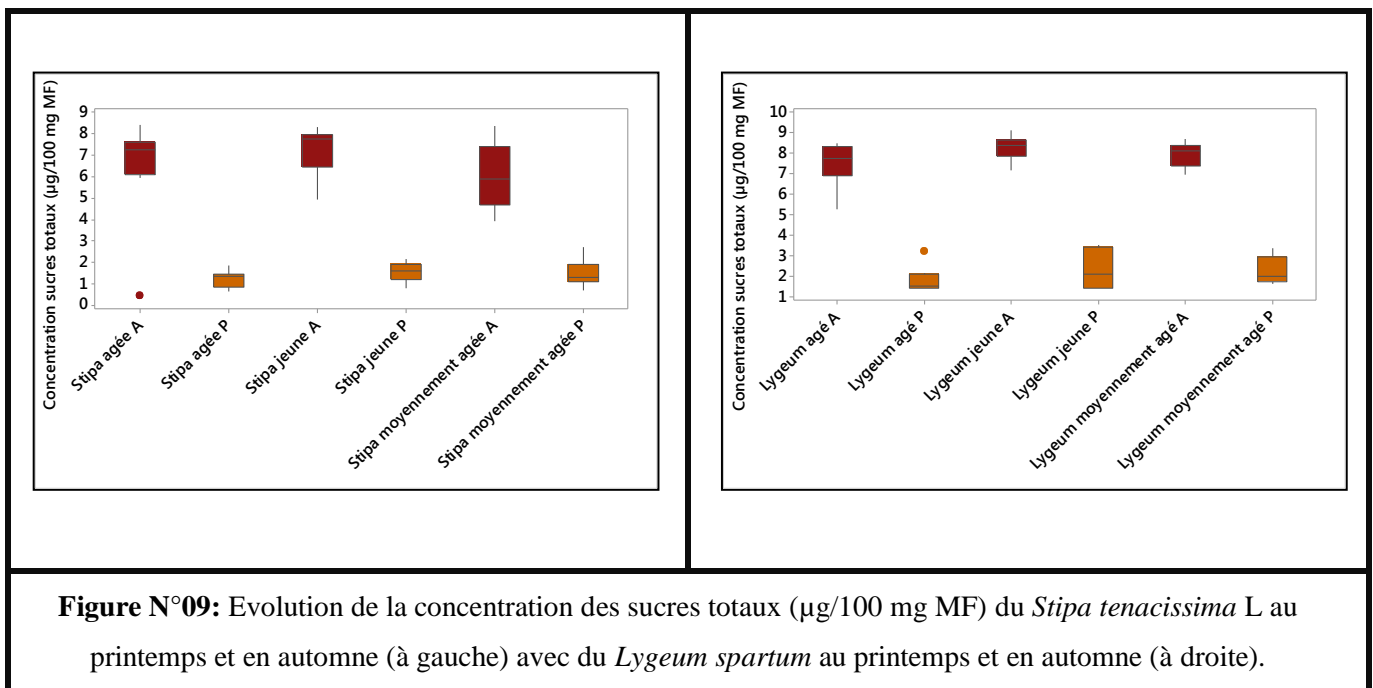 Concentration sucres totaux (µg/100 mg MF)
9
8
7
6
5
4
3
2
1
0
Stipa agée A
Stipa agée P
Stipa jeune A
Stipa jeune P
Stipa moyennement agée A
Stipa moyennement agée P
Concentration sucres totaux (µg/100 mg MF)
10
9
8
7
6
5
4
3
2
1
Lygeum agé A
Lygeum agé P
Lygeum jeune A
Lygeum jeune P
Lygeum moyennement agé A
Lygeum moyennement agé P
Figure N°09: Evolution de la concentration des sucres totaux (µg/100 mg MF) du Stipa tenacissima L au
printemps et en automne (à gauche) avec du Lygeum spartum au printemps et en automne (à droite).